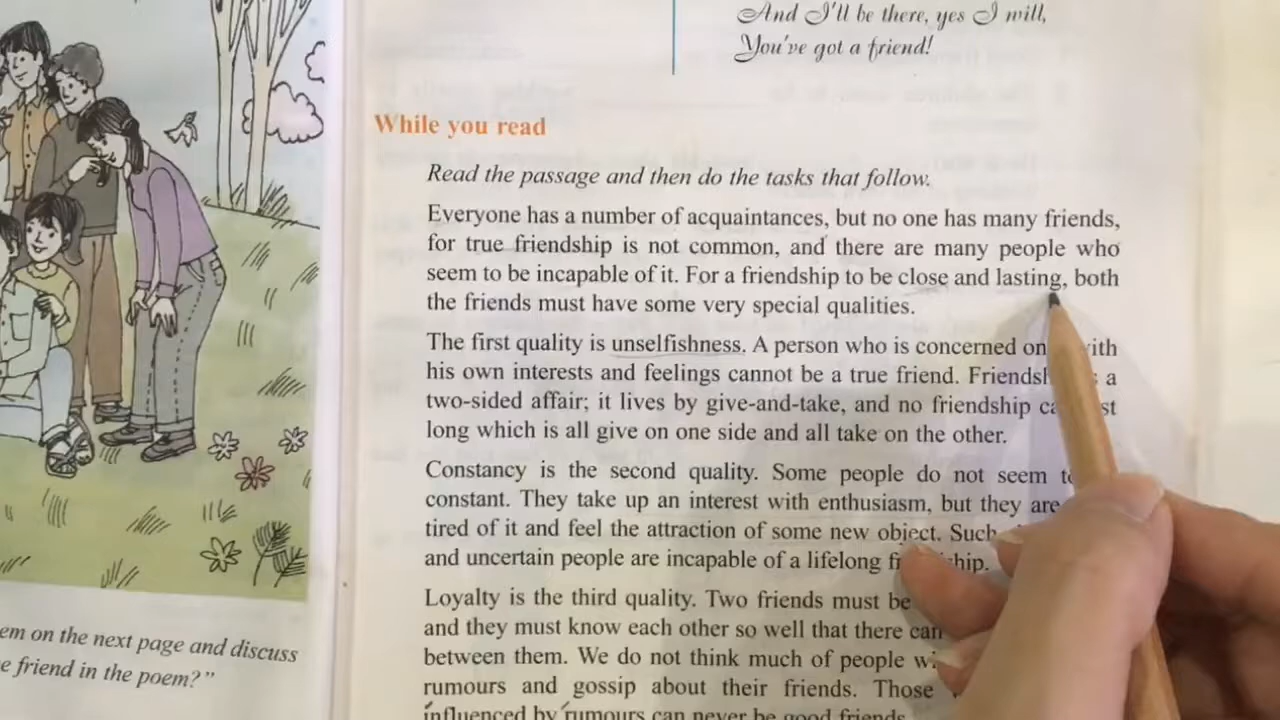 And I'll be there, yes I will,
You've got a friend!
While you read
Read the passage and then do the tasks that follow.
Everyone has a number of acquaintances, but no one has many friends,
for true friendship is not common, and there are many people who
seem to be incapable of it. For a friendship to be close and lasting, both
the friends must have some very special qualities.
The first quality is unselfishness. A person who is concerned
his own interests and feelings cannot be a true friend. a
two-sided affair; it lives by give-and-take, and no friendship
long which is all give on one side and all take on the other.
Constancy is the second quality. Some people do not seem
constant. They take up an interest with enthusiasm, but they are
tired of it and feel the attraction of some new object. Such
and uncertain people are incapable of a lifelong
Loyalty is the third quality. Two friends must be
and they must know each other so well that there can
between them. We do not think much of people
rumours and gossip about their friends. Those
influenced by rumours can never be good friends.
on the next page and discuss
friend in the poem?"